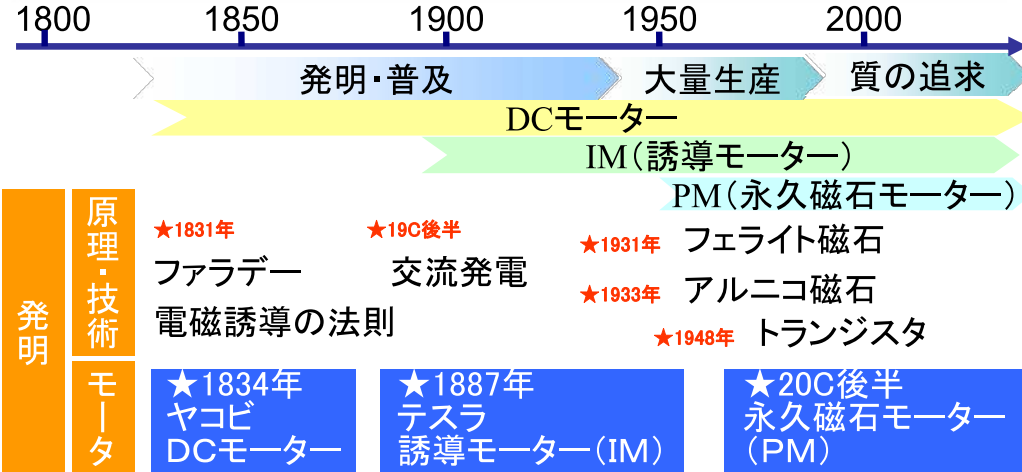 1800 1850 1900 1950 2000
発明・普及 大量生産 質の追求
DCモーター
IM(誘導モーター)
PM(永久磁石モーター)
発明
原理・技術
★1831年
ファラデー
電磁誘導の法則
★19C後半
交流発電
★1931年 フェライト磁石
★1933年 アルニコ磁石
★1948年 トランジスタ
モータ
★1834年
ヤコビ
DCモーター
★1887年
テスラ
誘導モーター(IM)
★20C後半
永久磁石モーター
(PM)